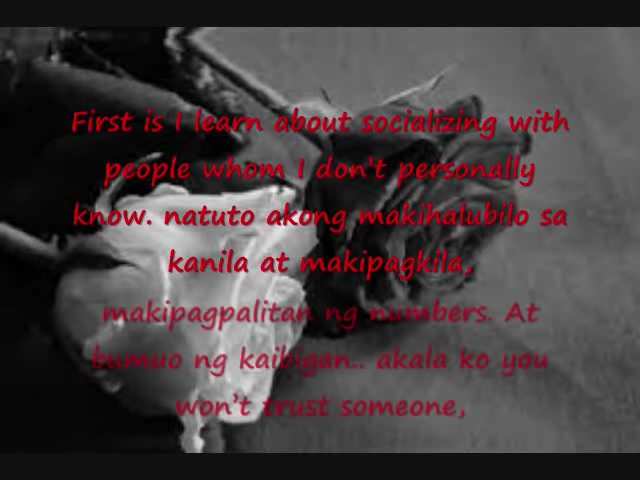 First is I learn about socializing with
people whom I don't personally
know. natuto akong makihalubilo sa
kanila at makipagkila,
makipagpalitan ng numbers. At
bumuo ng kaibigan.. akala ko you
won't trust someone,